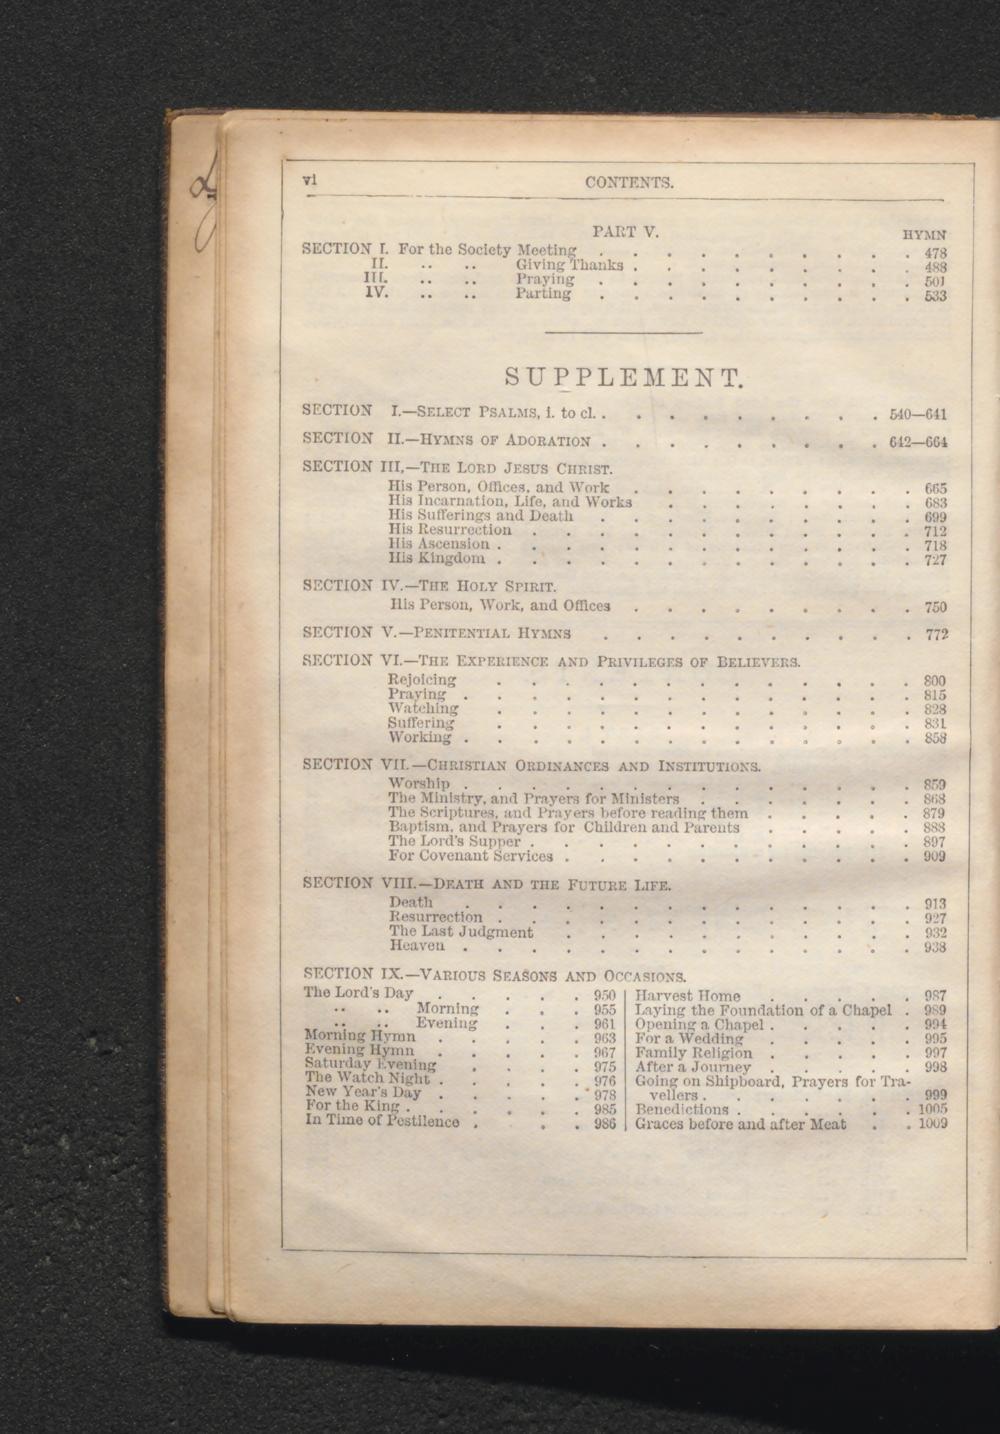 vi
CONTENTS.
PART V.
HYMN
SECTION I. For the Society Meeting . . . . . . . . . . 478
II. .. .. Giving Thanks . . . . . . . . . 488
III. .. .. Praying . . . . . . . . . . 501
IV. .. .. Parting . . . . . . . . . . 533
SUPPLEMENT.
SECTION I.—SELECT PSALMS, i. to cl. . . . . . . . . . 540—641
SECTION II.—HYMNS OF ADORATION . . . . . . . . . 642—664
SECTION III,—THE LORD JESUS CHRIST.
His Person, Offices, and Work . . . . . . . . . 665
His Incarnation, Life, and Works . . . . . . . . 683
His Sufferings and Death . . . . . . . . . . 699
His Resurrection . . . . . . . . . . . . 712
His Ascension . . . . . . . . . . . . . 718
His Kingdom . . . . . . . . . . . . . 727
SECTION IV.—THE HOLY SPIRIT.
His Person, Work, and Offices . . . . . . . . . 750
SECTION V.—PENITENTIAL HYMNS . . . . . . . . . . 772
SECTION VI.—THE EXPERIENCE AND PRIVILEGES OF BELIEVERS.
Rejoicing . . . . . . . . . . . . . 800
Praying . . . . . . . . . . . . . . 815
Watching . . . . . . . . . . . . . 828
Suffering . . . . . . . . . . . . . 831
Working . . . . . . . . . . . . . . 858
SECTION VII.—CHRISTIAN ORDINANCES AND INSTITUTIONS.
Worship . . . . . . . . . . . . . . 859
The Ministry, and Prayers for Ministers . . . . . . . 868
The Scriptures, and Prayers before reading them . . . . . 879
Baptism, and Prayers for Children and Parents . . . . . 888
The Lord's Supper . . . . . . . . . . . . 897
For Covenant Services . . . . . . . . . . . 909
SECTION VIII.—DEATH AND THE FUTURE LIFE.
Death . . . . . . . . . . . . . . 913
Resurrection . . . . . . . . . . . . . 927
The Last Judgment . . . . . . . . . . . 932
Heaven . . . . . . . . . . . . . . 938
SECTION IX.—VARIOUS SEASONS AND OCCASIONS.
The Lord's Day . . . . . 950
.. .. Morning . . . 955
.. .. Evening . . . 961
Morning Hymn . . . . . 963
Evening Hymn . . . . . 967
Saturday Evening . . . . 975
The Watch Night . . . . . 976
New Year's Day . . . . . 978
For the King . . . . . . 985
In Time of Pestilence . . . 986
Harvest Home . . . . . 987
Laying the Foundation of a Chapel . 989
Opening a Chapel . . . . . 994
For a Wedding . . . . . 995
Family Religion . . . . . 997
After a Journey . . . . . 998
Going on Shipboard, Prayers for Tra-
vellers . . . . . . . 999
Benedictions . . . . . . 1005
Graces before and after Meat . . 1009